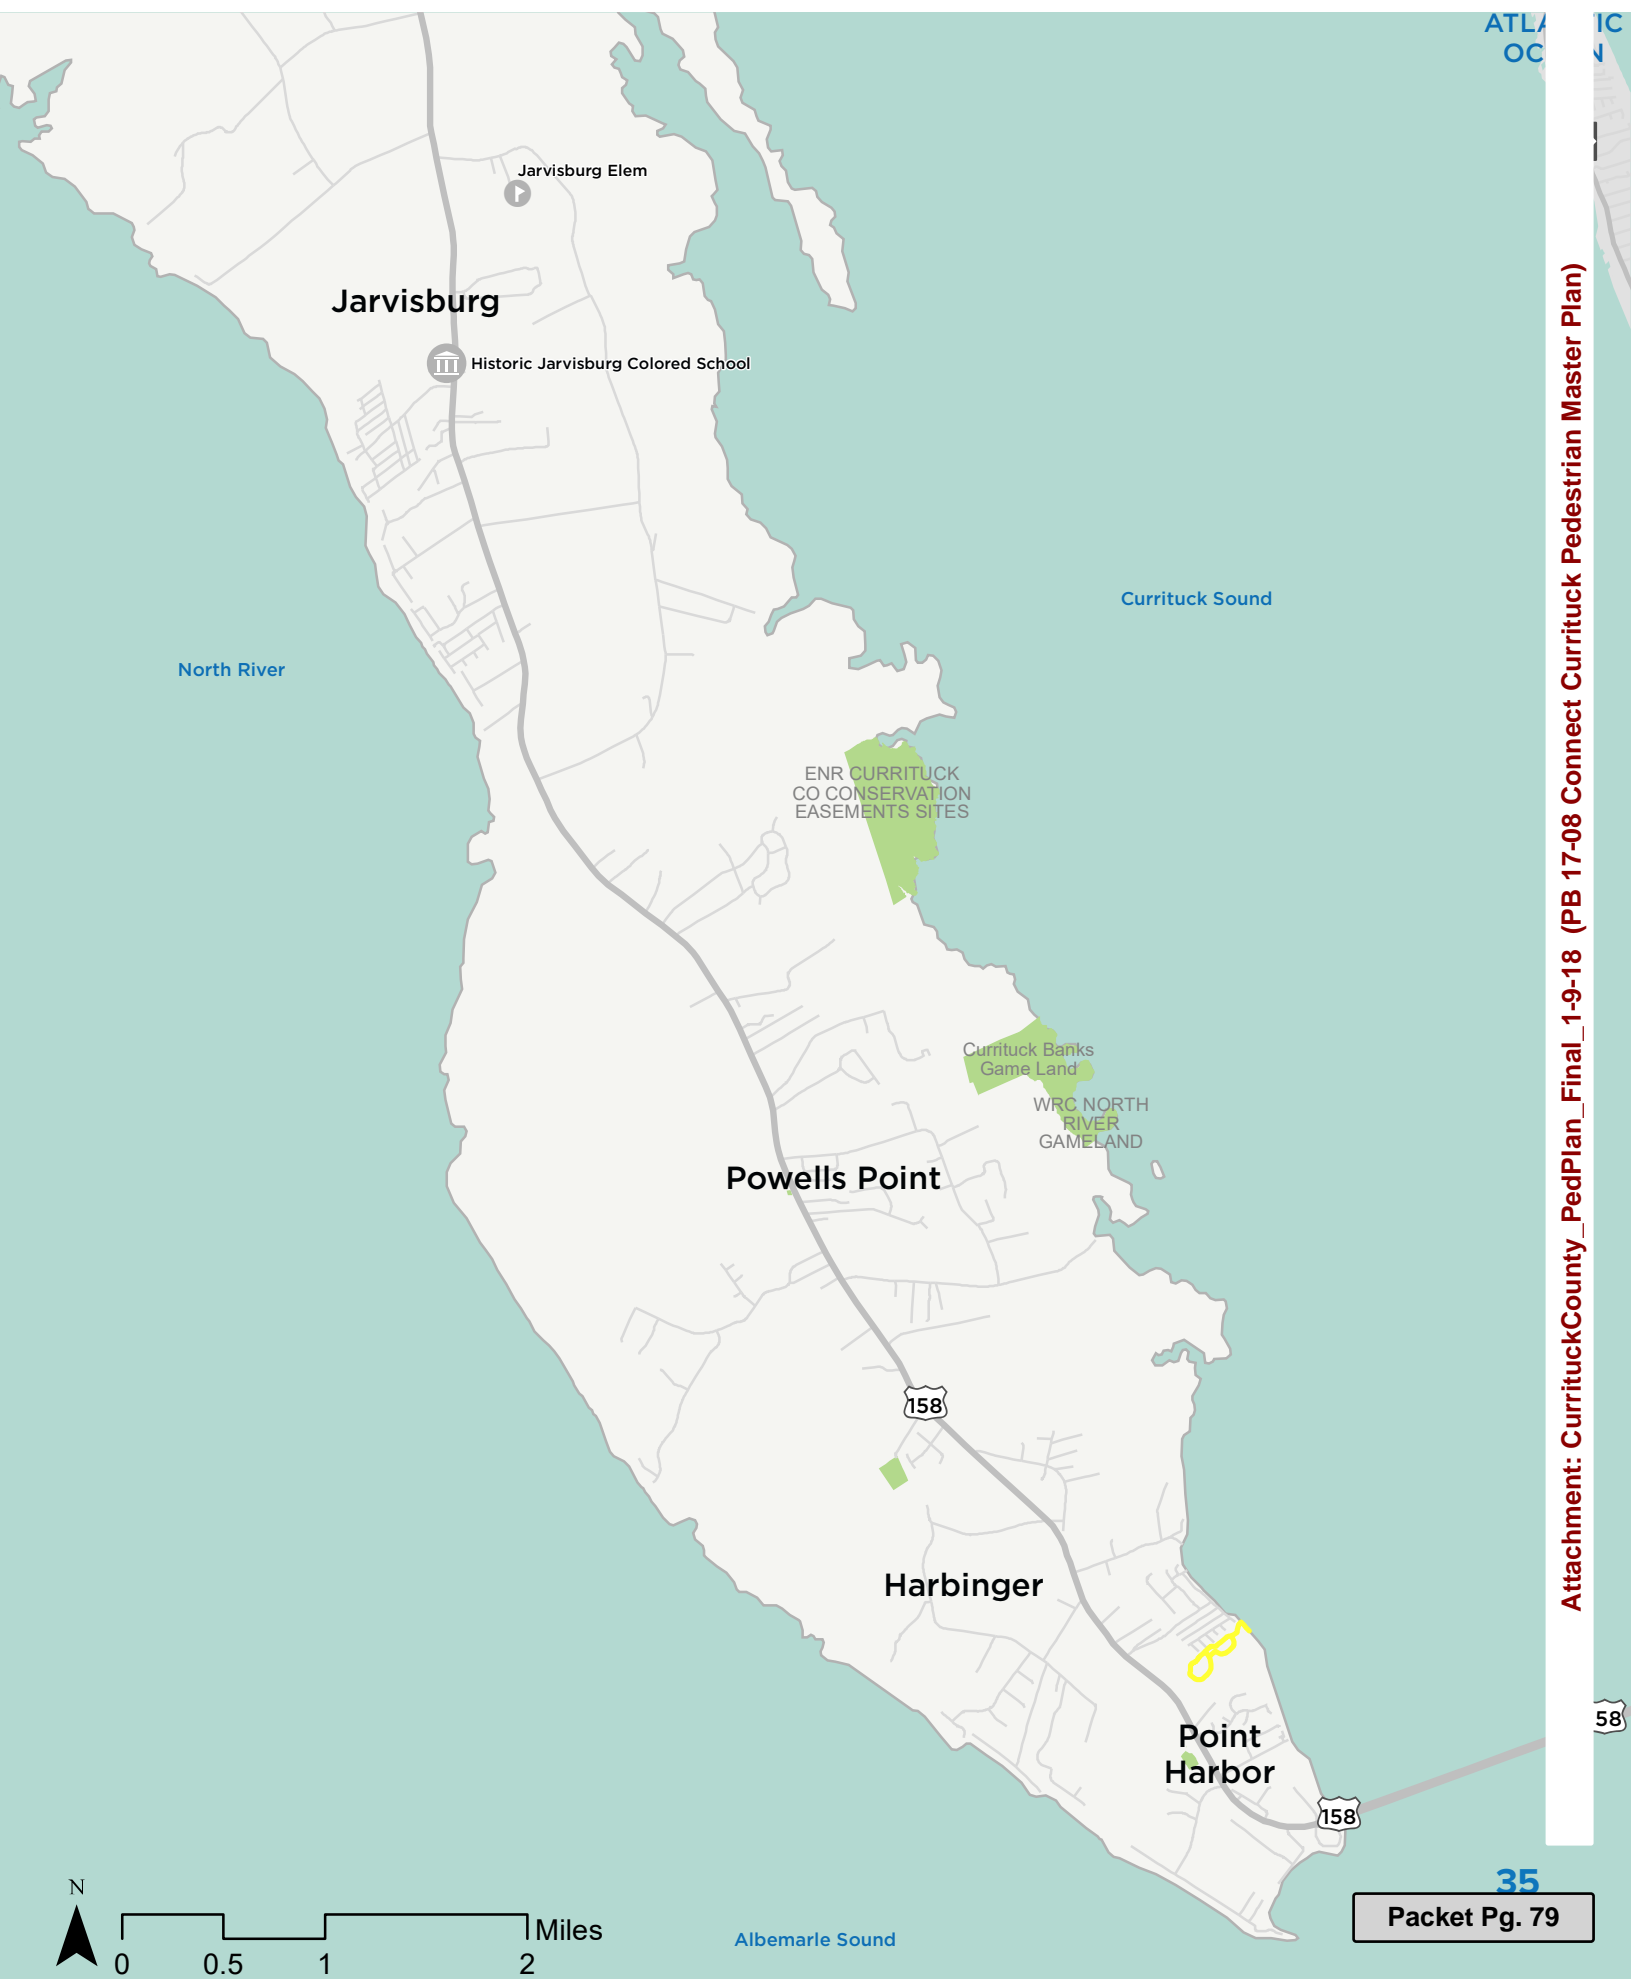 ATLA IC
OC N
Jarvisburg Elem
Jarvisburg
Historic Jarvisburg Colored School
Currituck Sound
North River
ENR CURRITUCK
CO CONSERVATION
EASEMENTS SITES
Currituck Banks
Game Land
WRC NORTH
RIVER
GAMELAND
Powells Point
158
Harbinger
Point
Harbor
158
58
Attachment: CurrituckCounty_PedPlan_Final_1-9-18 (PB 17-08 Connect Currituck Pedestrian Master Plan)
35
Packet Pg. 79
N
Miles
0 0.5 1 2
Albemarle Sound